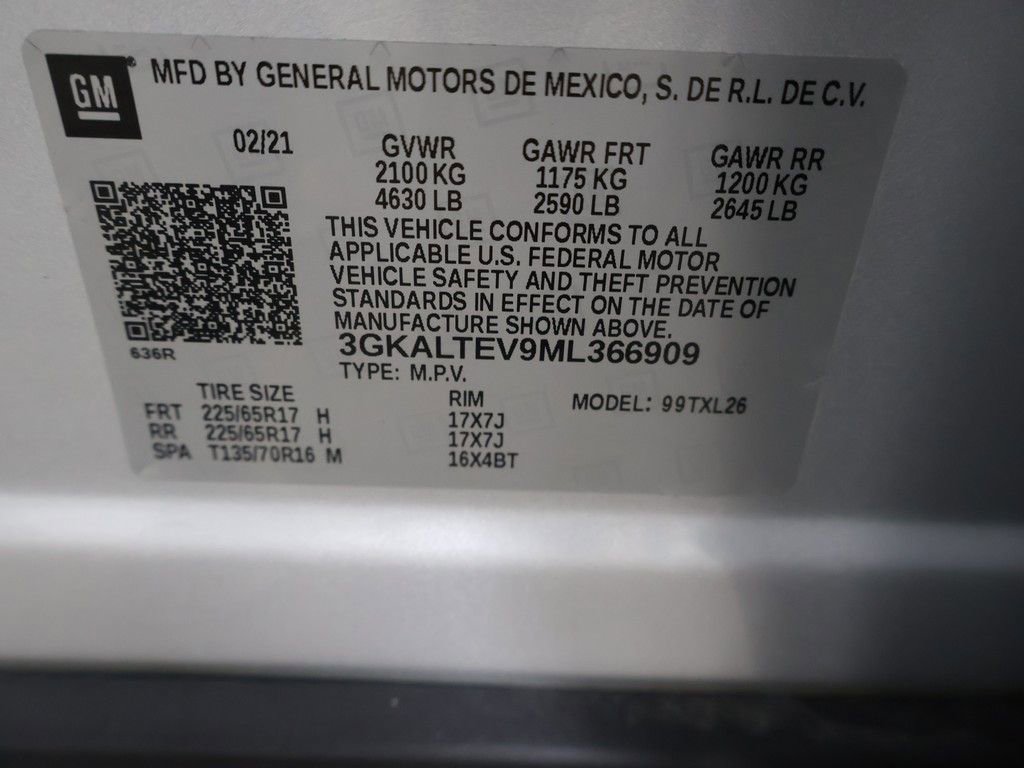 GM
MFD BY GENERAL MOTORS DE MEXICO, S. DE R.L. DE C.V.
02/21 GVWR GAWR FRT GAWR RR
2100 KG 1175 KG 1200 KG
4630 LB 2590 LB 2645 LB
THIS VEHICLE CONFORMS TO ALL
APPLICABLE U.S. FEDERAL MOTOR
VEHICLE SAFETY AND THEFT PREVENTION
STANDARDS IN EFFECT ON THE DATE OF
MANUFACTURE SHOWN ABOVE.
636R
3GKALTEV9ML366909
TYPE: M.P.V.
TIRE SIZE RIM MODEL: 99TXL26
FRT 225/65R17 H 17X7J
RR 225/65R17 H 17X7J
SPA T135/70R16 M 16X4BT